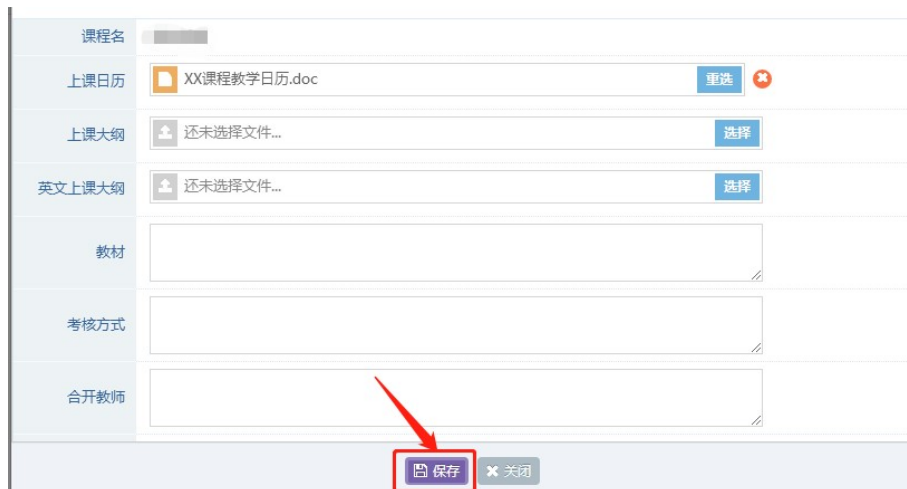 课程名
上课日历 XX课程教学日历.doc 重选
上课大纲 还未选择文件... 选择
英文上课大纲 还未选择文件... 选择
教材
考核方式
合开教师
保存 关闭